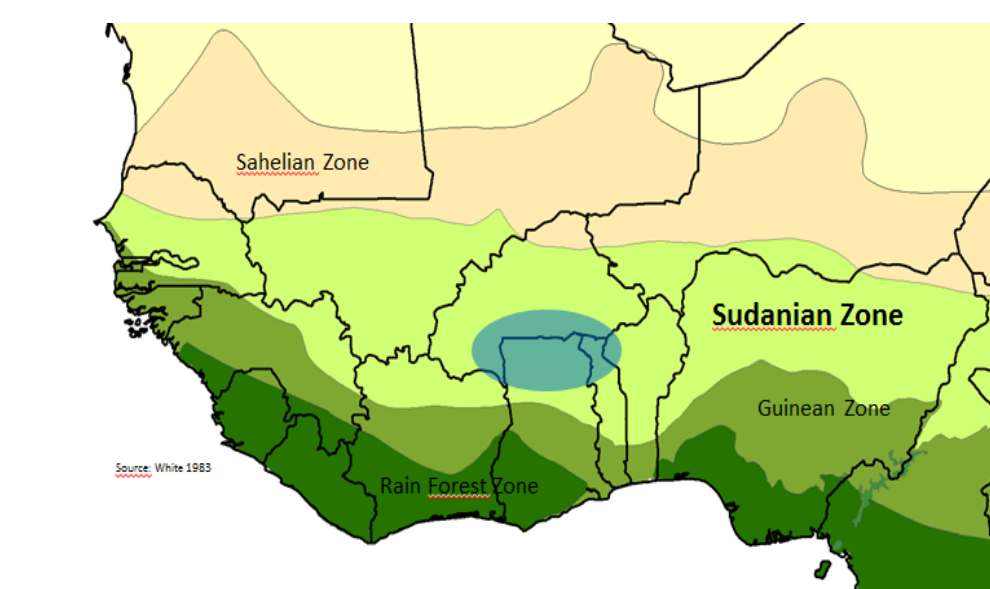 Sahelian Zone
Sudanian Zone
Guinean Zone
Source: White 1983
Rain Forest Zone